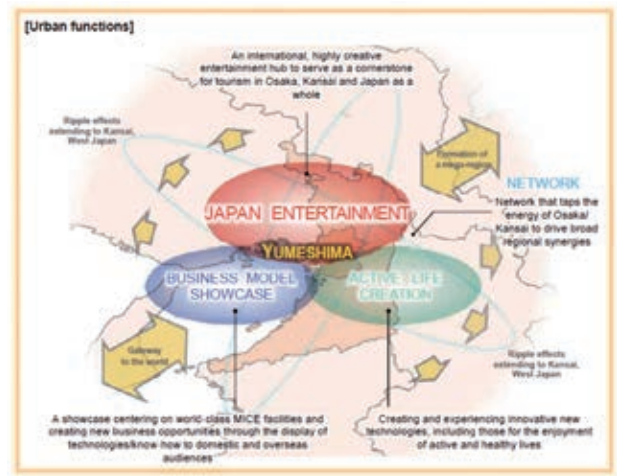 [Urban functions]
An international, highly creative
entertainment hub to serve as a cornerstone
for tourism in Osaka, Kansai and Japan as a
whole
Ripple effects
extending to Kansai,
West Japan
Formation of
a mega-region
NETWORK
Network that taps the
energy of Osaka/
Kansai to drive broad
regional synergies
JAPAN ENTERTAINMENT
YUMESHIMA
BUSINESS MODEL
SHOWCASE
ACTIVE LIFE
CREATION
Gateway
to the world
Ripple effects
extending to Kansai,
West Japan
A showcase centering on world-class MICE facilities and
creating new business opportunities through the display of
technologies/know-how to domestic and overseas
audiences
Creating and experiencing innovative new
technologies, including those for the enjoyment
of active and healthy lives